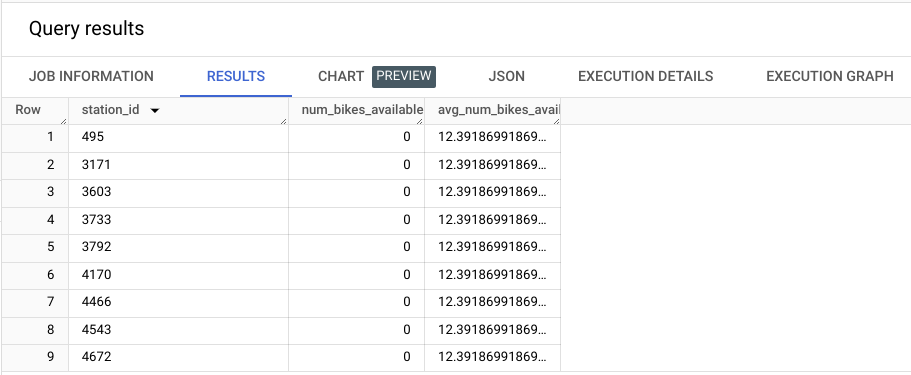 Query results
JOB INFORMATION RESULTS CHART PREVIEW JSON EXECUTION DETAILS EXECUTION GRAPH
Row station_id num_bikes_available avg_num_bikes_avail
1 495 0 12.39186991869...
2 3171 0 12.39186991869...
3 3603 0 12.39186991869...
4 3733 0 12.39186991869...
5 3792 0 12.39186991869...
6 4170 0 12.39186991869...
7 4466 0 12.39186991869...
8 4543 0 12.39186991869...
9 4672 0 12.39186991869...